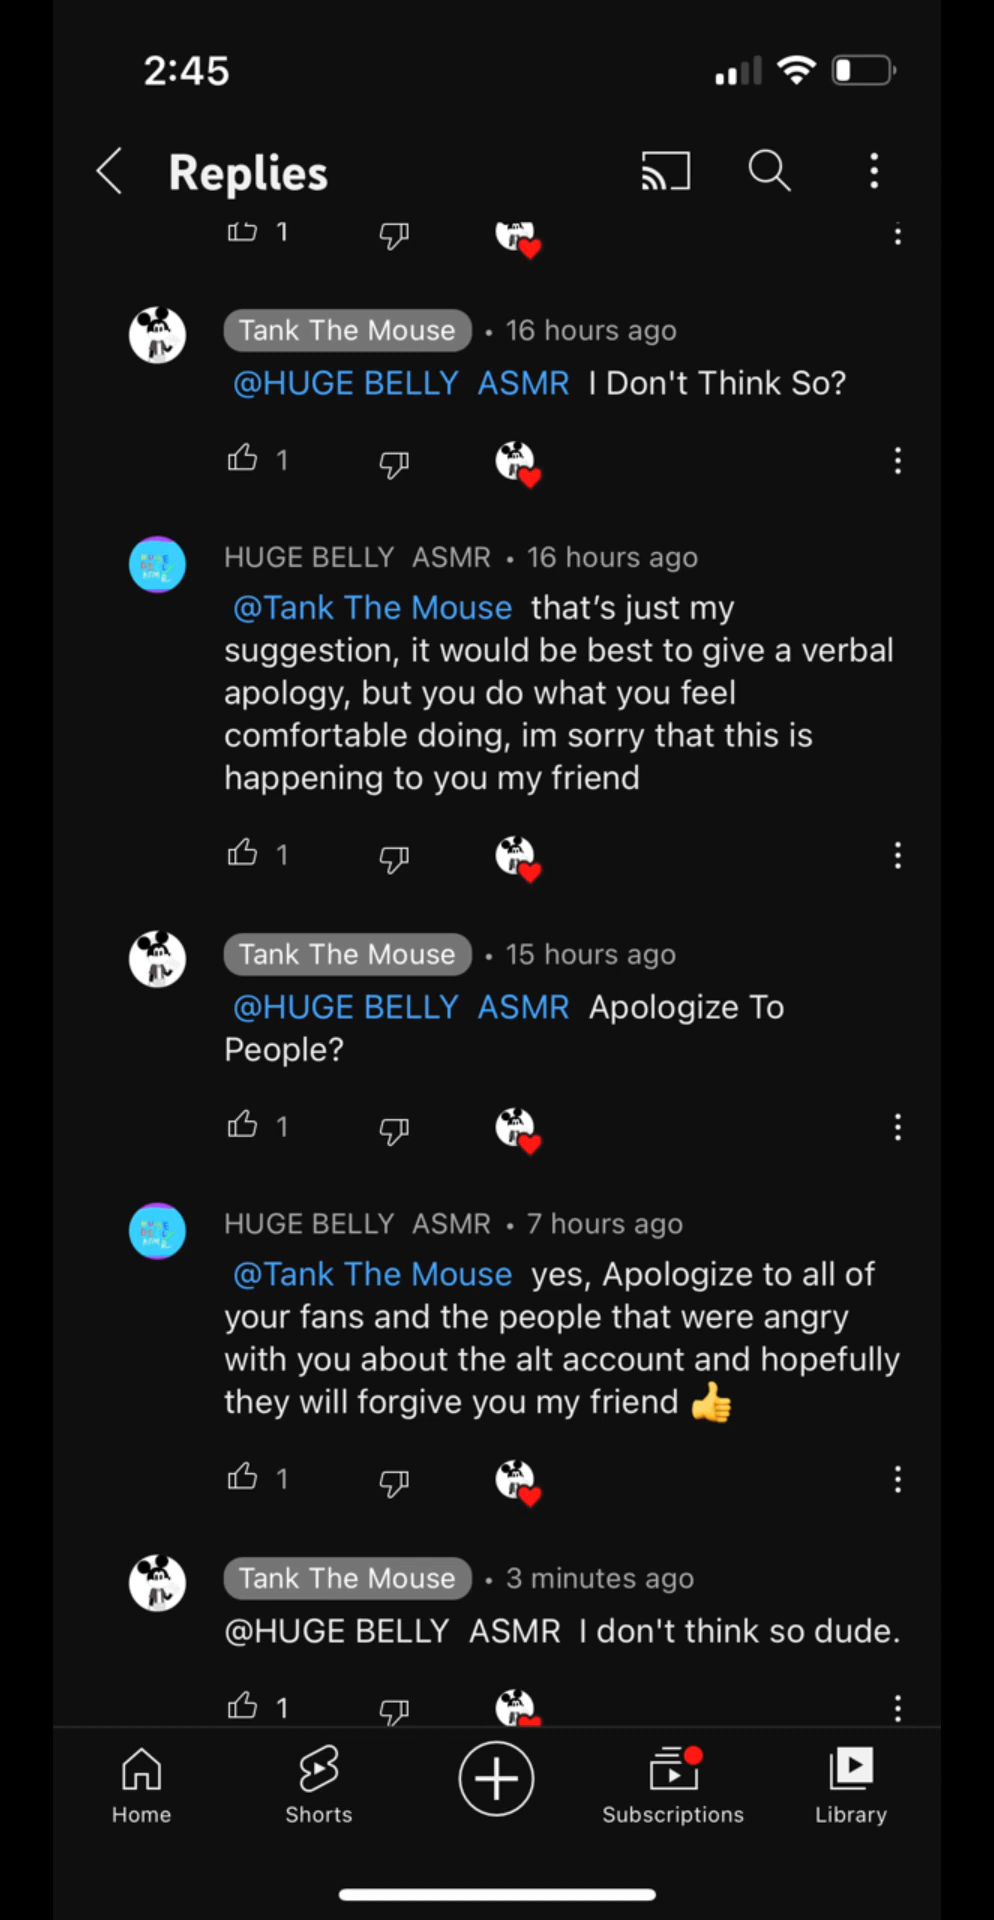 2:45
Replies
1
Tank The Mouse • 16 hours ago
@HUGE BELLY ASMR I Don't Think So?
1
HUGE BELLY ASMR • 16 hours ago
@Tank The Mouse that’s just my
suggestion, it would be best to give a verbal
apology, but you do what you feel
comfortable doing, im sorry that this is
happening to you my friend
1
Tank The Mouse • 15 hours ago
@HUGE BELLY ASMR Apologize To
People?
1
HUGE BELLY ASMR • 7 hours ago
@Tank The Mouse yes, Apologize to all of
your fans and the people that were angry
with you about the alt account and hopefully
they will forgive you my friend 👍
1
Tank The Mouse • 3 minutes ago
@HUGE BELLY ASMR I don't think so dude.
1
Home Shorts Subscriptions Library